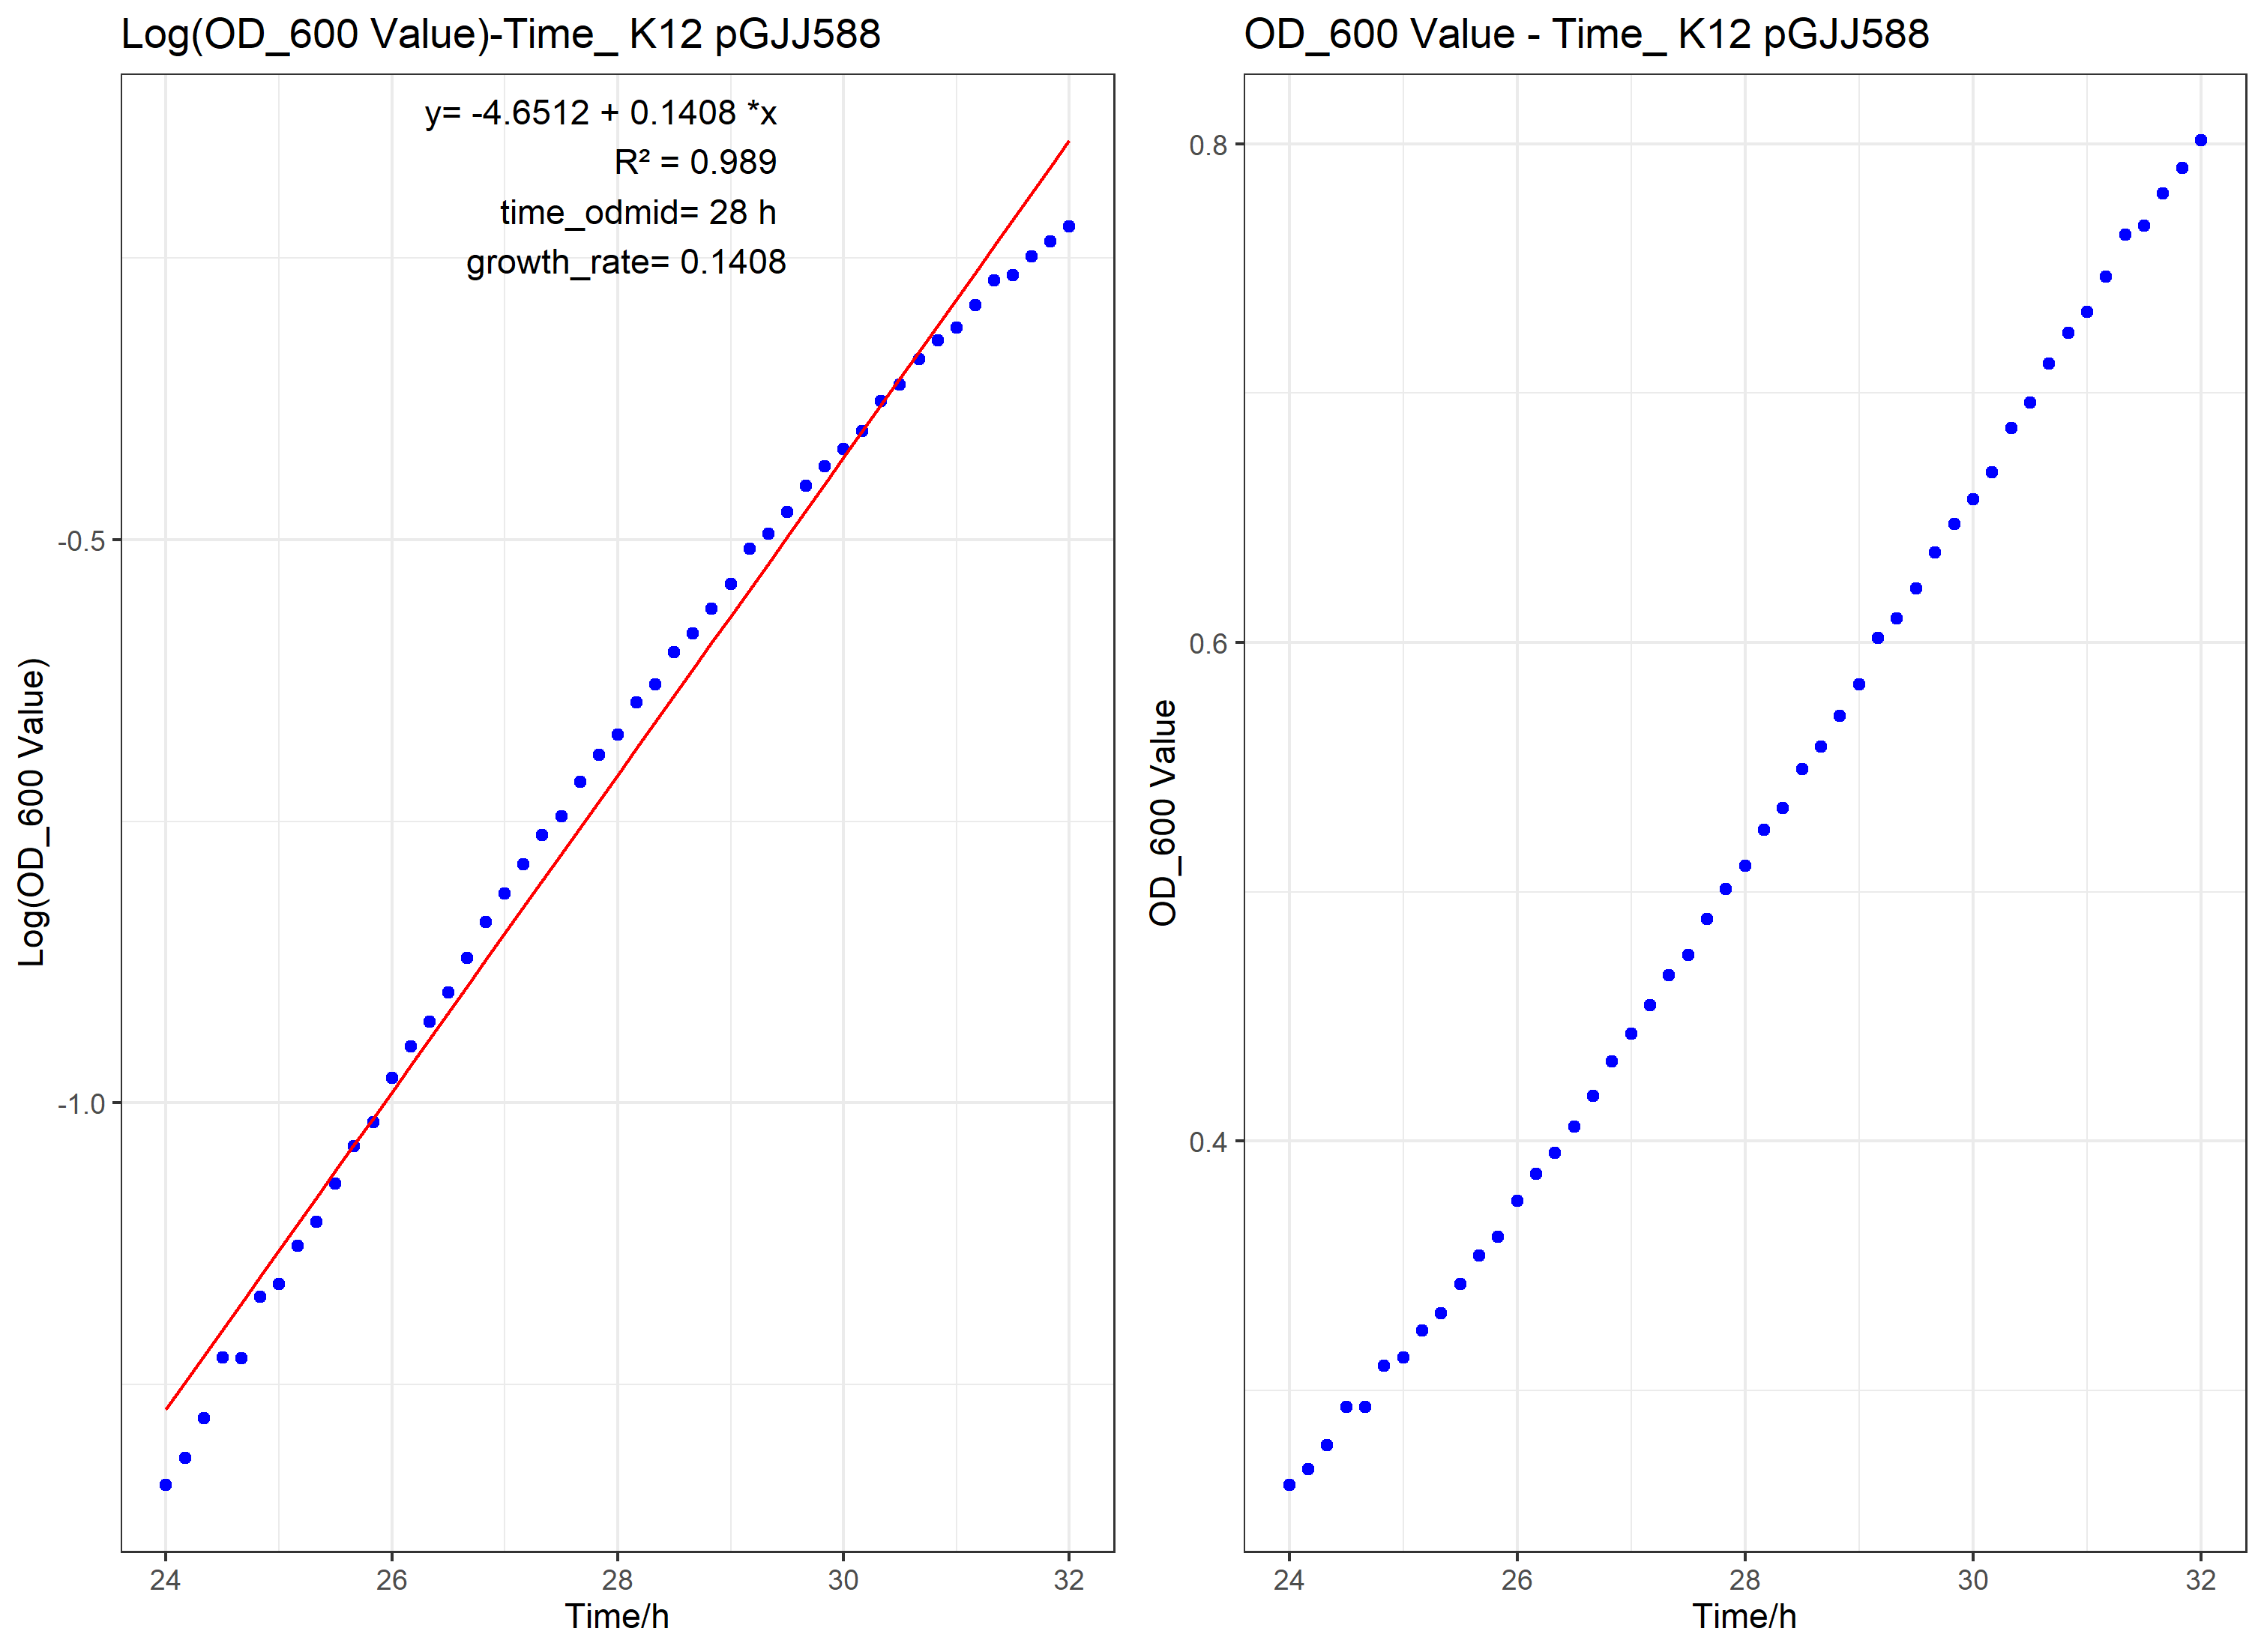 Log(OD_600 Value)-Time_ K12 pGJJ588
y= -4.6512 + 0.1408 *x
R² = 0.989
time_odmid= 28 h
growth_rate= 0.1408
Log(OD_600 Value)
-0.5
-1.0
24 26 28 30 32
Time/h
OD_600 Value - Time_ K12 pGJJ588
OD_600 Value
0.8
0.6
0.4
24 26 28 30 32
Time/h